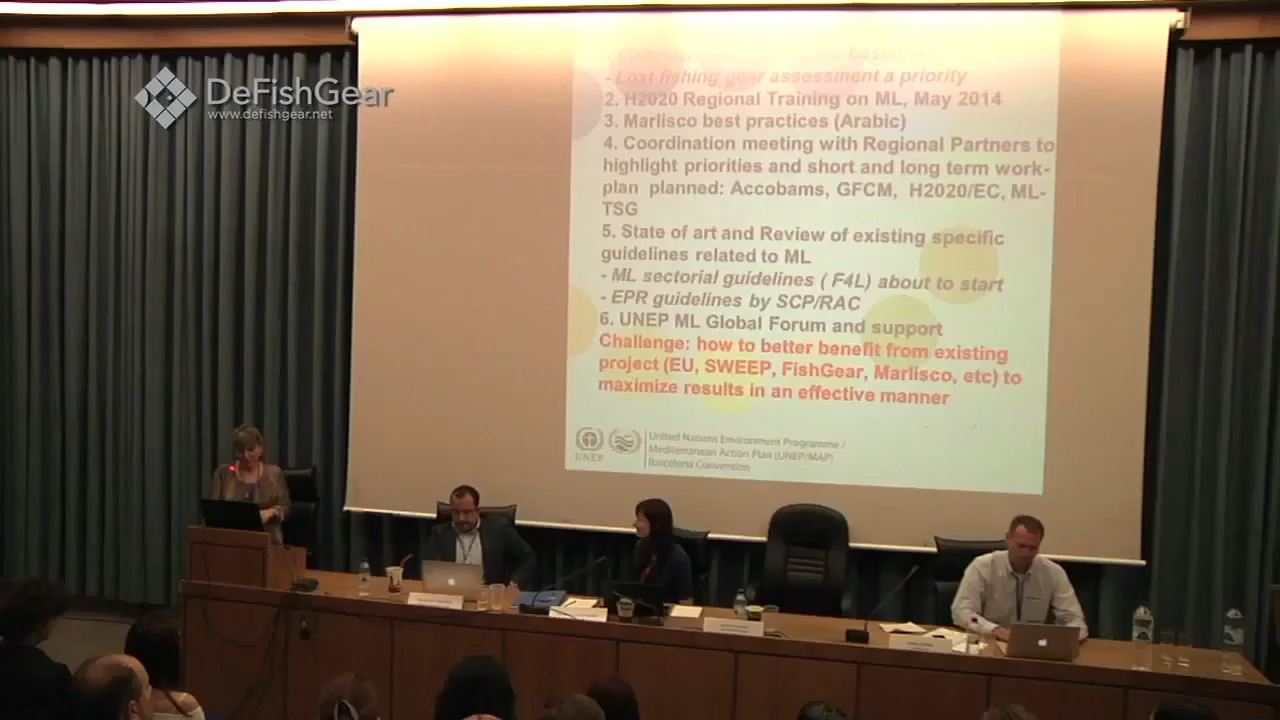 DeFishGear
www.defishgear.net
- Lost fishing gear assessment a priority
2. H2020 Regional Training on ML, May 2014
3. Marlisco best practices (Arabic)
4. Coordination meeting with Regional Partners to
highlight priorities and short and long term work-
plan planned: Accobams, GFCM, H2020/EC, ML-
TSG
5. State of art and Review of existing specific
guidelines related to ML
- ML sectorial guidelines ( F4L) about to start
- EPR guidelines by SCP/RAC
6. UNEP ML Global Forum and support
Challenge: how to better benefit from existing
project (EU, SWEEP, FishGear, Marlisco, etc) to
maximize results in an effective manner
UNEP
United Nations Environment Programme /
Mediterranean Action Plan (UNEP/MAP)
Barcelona Convention